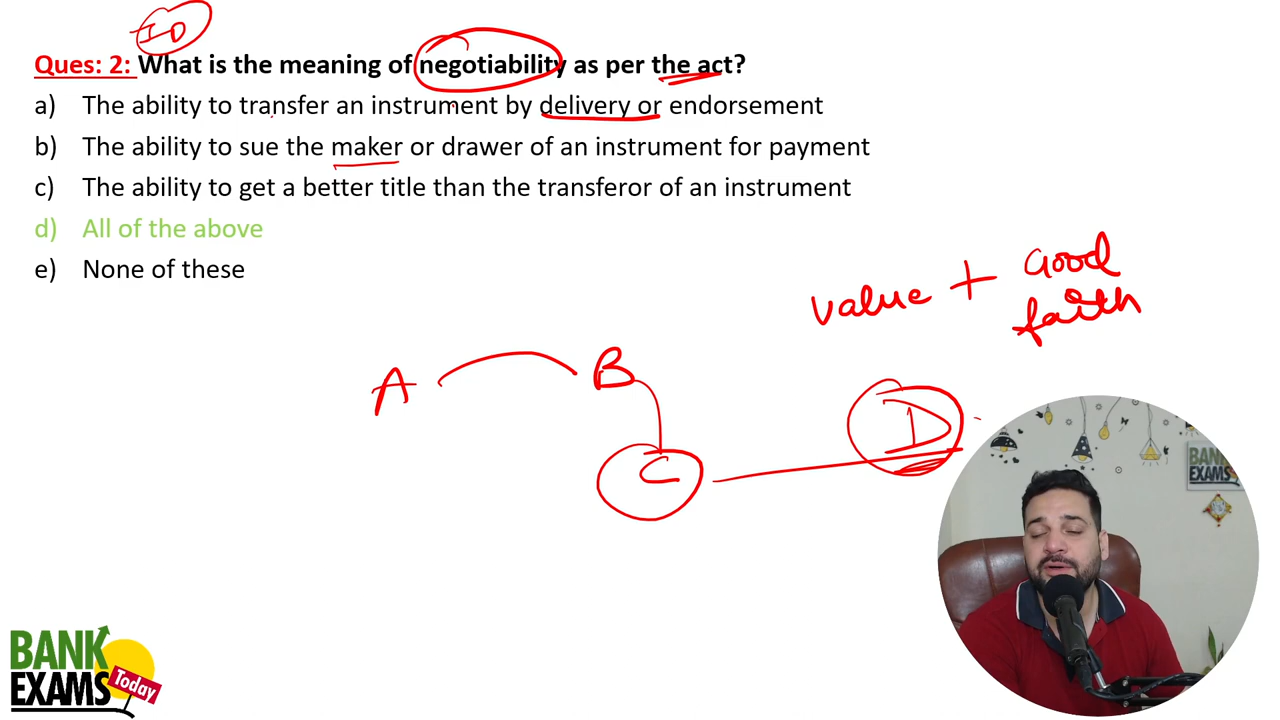 IO
Ques: 2: What is the meaning of negotiability as per the act?
a) The ability to transfer an instrument by delivery or endorsement
b) The ability to sue the maker or drawer of an instrument for payment
c) The ability to get a better title than the transferor of an instrument
d) All of the above
e) None of these
value + Good
faith
A B
D
C
BANK
EXAMS
BANK
EXAMS Today